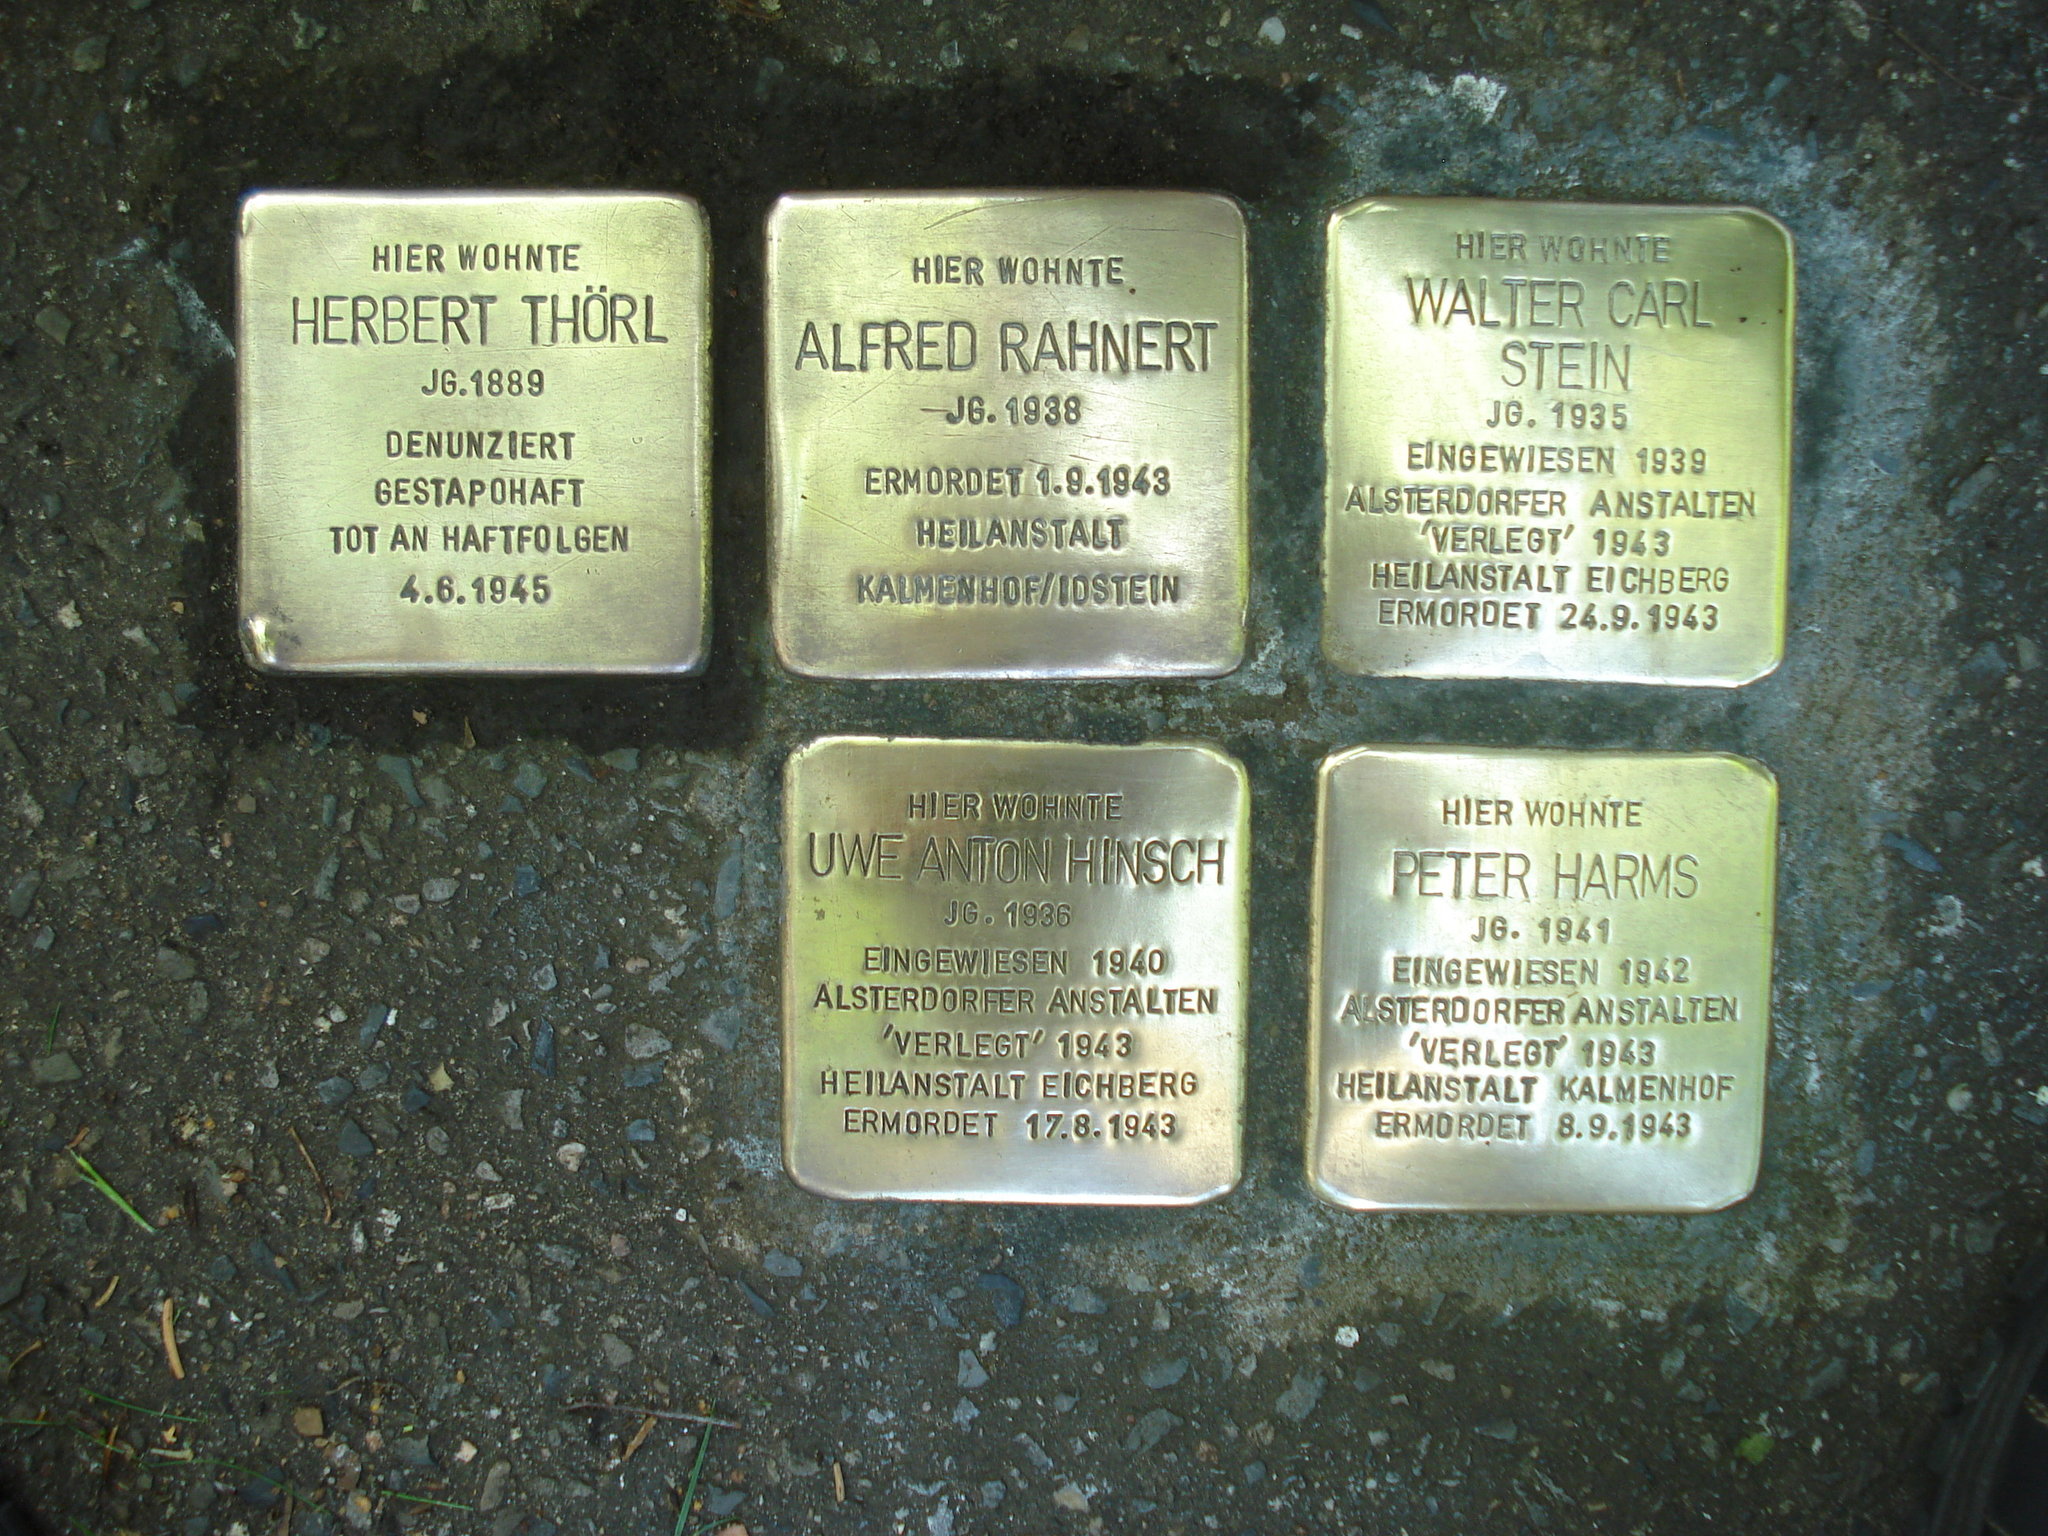 HIER WOHNTE
HERBERT THÖRL
JG.1889
DENUNZIERT
GESTAPOHAFT
TOT AN HAFTFOLGEN
4.6.1945
HIER WOHNTE
ALFRED RAHNERT
JG. 1938
ERMORDET 1.9.1943
HEILANSTALT
KALMENHOF/IDSTEIN
HIER WOHNTE
WALTER CARL
STEIN
JG. 1935
EINGEWIESEN 1939
ALSTERDORFER ANSTALTEN
'VERLEGT' 1943
HEILANSTALT EICHBERG
ERMORDET 24.9.1943
HIER WOHNTE
UWE ANTON HINSCH
JG. 1936
EINGEWIESEN 1940
ALSTERDORFER ANSTALTEN
'VERLEGT' 1943
HEILANSTALT EICHBERG
ERMORDET 17.8.1943
HIER WOHNTE
PETER HARMS
JG. 1941
EINGEWIESEN 1942
ALSTERDORFER ANSTALTEN
'VERLEGT' 1943
HEILANSTALT KALMENHOF
ERMORDET 8.9.1943